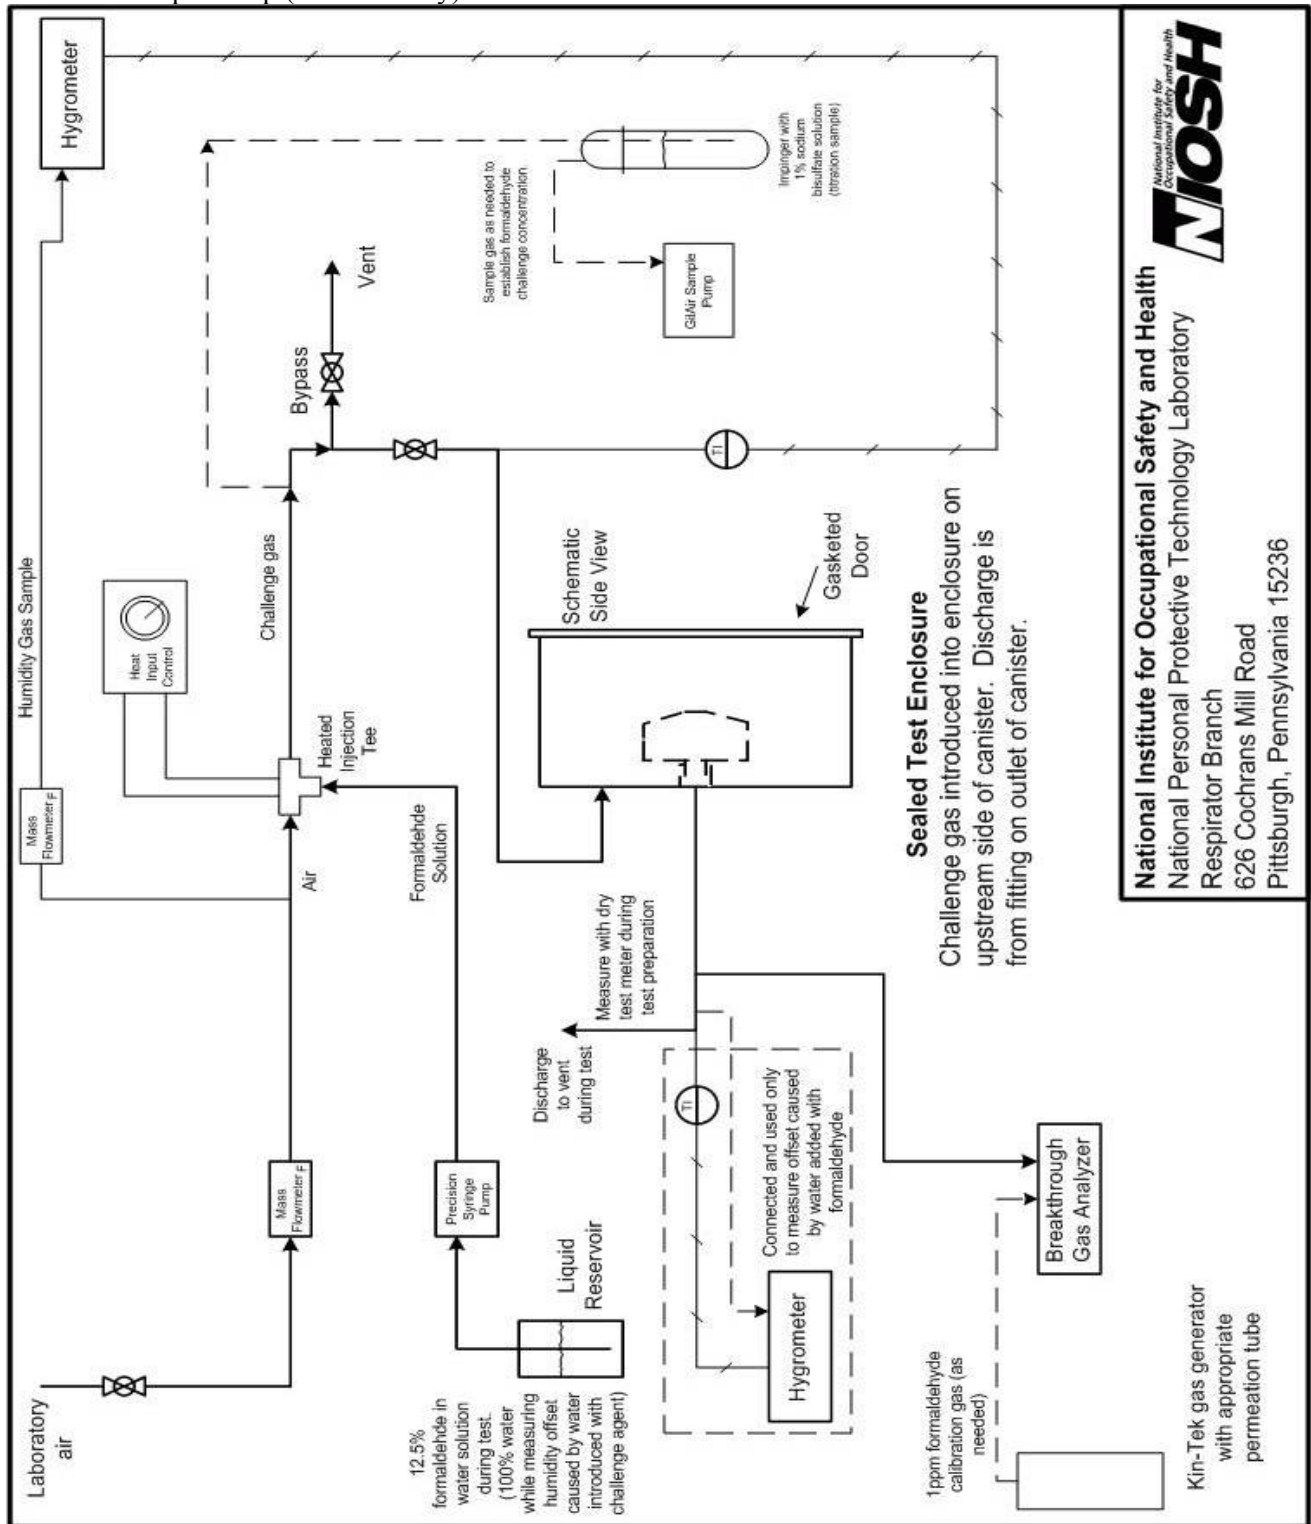 Laboratory
air
Mass
Flowmeter F
Air
Mass
Flowmeter F
Humidity Gas Sample
Hygrometer
Heat
Input
Control
Heated
Injection
Tee
Challenge gas
Bypass
Vent
Sample gas as needed to
establish formaldehyde
challenge concentration.
Impinger with
1% sodium
bisulfate solution
(titration sample)
GilAir Sample
Pump
TI
12.5%
formaldehde in
water solution
during test.
(100% water
while measuring
humidity offset
caused by water
introduced with
challenge agent)
Liquid
Reservoir
Precision
Syringe
Pump
Formaldehde
Solution
Schematic
Side View
Gasketed
Door
Discharge
to vent
during test
Measure with dry
test meter during
test preparation
TI
Connected and used only
to measure offset caused
by water added with
formaldehyde
Hygrometer
Sealed Test Enclosure
Challenge gas introduced into enclosure on
upstream side of canister. Discharge is
from fitting on outlet of canister.
1ppm formaldehyde
calibration gas (as
needed)
Breakthrough
Gas Analyzer
Kin-Tek gas generator
with appropriate
permeation tube
National Institute for Occupational Safety and Health
National Personal Protective Technology Laboratory
Respirator Branch
626 Cochrans Mill Road
Pittsburgh, Pennsylvania 15236
National Institute for
Occupational Safety and Health
NIOSH